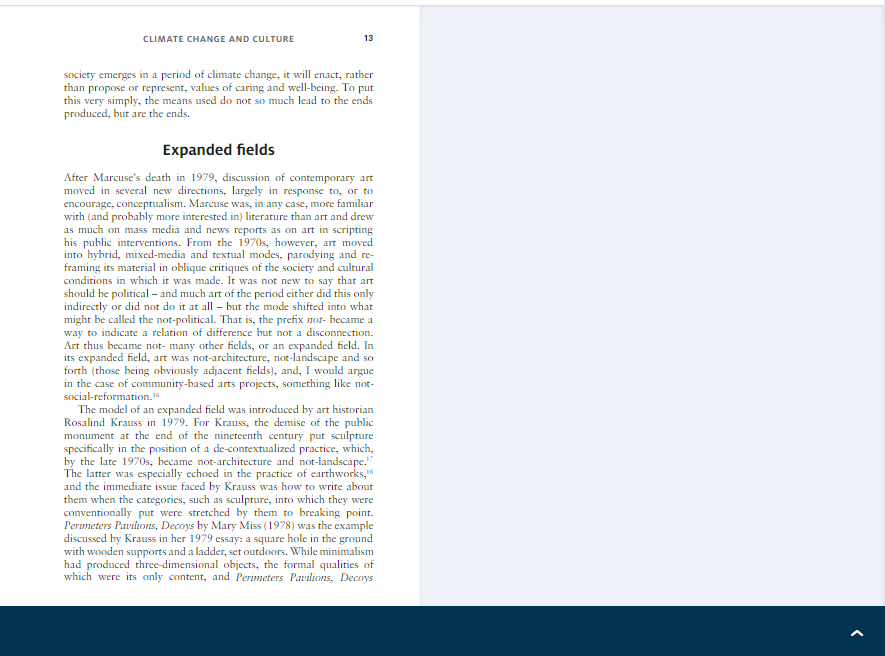 CLIMATE CHANGE AND CULTURE 13
society emerges in a period of climate change, it will enact, rather
than propose or represent, values of caring and well-being. To put
this very simply, the means used do not so much lead to the ends
produced, but are the ends.
Expanded fields
After Marcuse's death in 1979, discussion of contemporary art
moved in several new directions, largely in response to, or to
encourage, conceptualism. Marcuse was, in any case, more familiar
with (and probably more interested in) literature than art and drew
as much on mass media and news reports as on art in scripting
his public interventions. From the 1970s, however, art moved
into hybrid, mixed-media and textual modes, parodying and re-
framing its material in oblique critiques of the society and cultural
conditions in which it was made. It was not new to say that art
should be political – and much art of the period either did this only
indirectly or did not do it at all – but the mode shifted into what
might be called the not-political. That is, the prefix not- became a
way to indicate a relation of difference but not a disconnection.
Art thus became not- many other fields, or an expanded field. In
its expanded field, art was not-architecture, not-landscape and so
forth (those being obviously adjacent fields), and, I would argue
in the case of community-based arts projects, something like not-
social-reformation.¹⁶
The model of an expanded field was introduced by art historian
Rosalind Krauss in 1979. For Krauss, the demise of the public
monument at the end of the nineteenth century put sculpture
specifically in the position of a de-contextualized practice, which,
by the late 1970s, became not-architecture and not-landscape.¹⁷
The latter was especially echoed in the practice of earthworks,¹⁸
and the immediate issue faced by Krauss was how to write about
them when the categories, such as sculpture, into which they were
conventionally put were stretched by them to breaking point.
Perimeters Pavilions, Decoys by Mary Miss (1978) was the example
discussed by Krauss in her 1979 essay: a square hole in the ground
with wooden supports and a ladder, set outdoors. While minimalism
had produced three-dimensional objects, the formal qualities of
which were its only content, and Perimeters Pavilions, Decoys